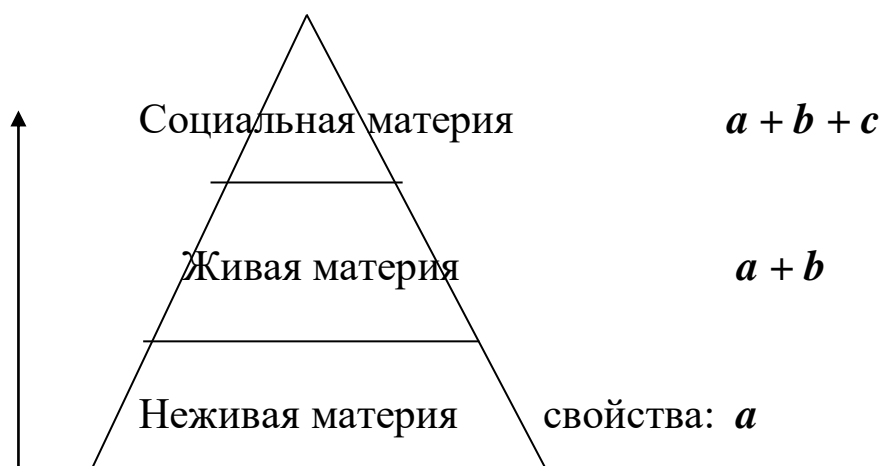 Социальная материя a + b + c
Живая материя a + b
Неживая материя свойства: a